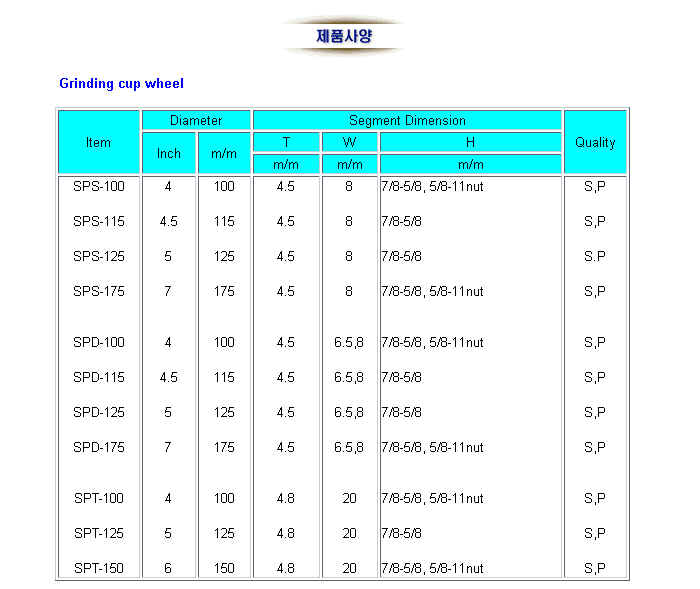 제품사양
Grinding cup wheel
Item Diameter Segment Dimension Quality
Inch m/m T W H
m/m m/m m/m
SPS-100 4 100 4.5 8 7/8-5/8, 5/8-11nut S,P
SPS-115 4.5 115 4.5 8 7/8-5/8 S,P
SPS-125 5 125 4.5 8 7/8-5/8 S.P
SPS-175 7 175 4.5 8 7/8-5/8, 5/8-11nut S,P
SPD-100 4 100 4.5 6.5,8 7/8-5/8, 5/8-11nut S,P
SPD-115 4.5 115 4.5 6.5,8 7/8-5/8 S,P
SPD-125 5 125 4.5 6.5,8 7/8-5/8 S,P
SPD-175 7 175 4.5 6.5,8 7/8-5/8, 5/8-11nut S,P
SPT-100 4 100 4.8 20 7/8-5/8, 5/8-11nut S,P
SPT-125 5 125 4.8 20 7/8-5/8 S,P
SPT-150 6 150 4.8 20 7/8-5/8, 5/8-11nut S,P